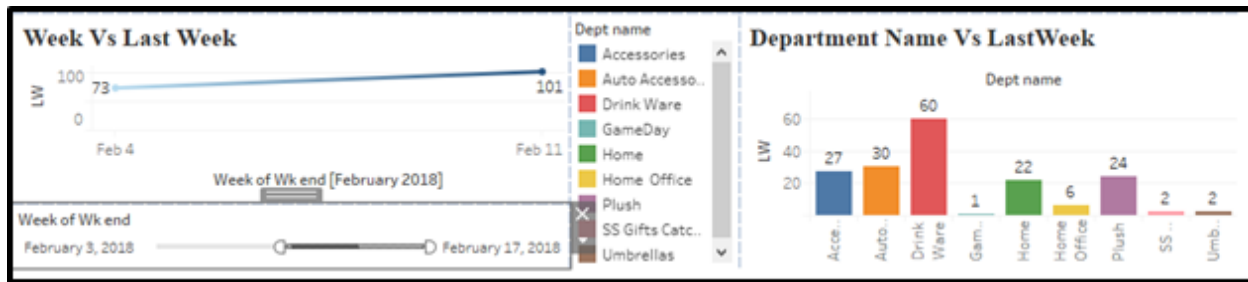 Week Vs Last Week
LW
100
0
73
101
Feb 4
Feb 11
Week of Wk end [February 2018]
Week of Wk end
February 3, 2018
February 17, 2018
Dept name
Accessories
Auto Accesso..
Drink Ware
GameDay
Home
Home Office
Plush
SS Gifts Catc..
Umbrellas
Department Name Vs LastWeek
Dept name
LW
60
40
20
27
30
60
1
22
6
24
2
2
Acce..
Auto..
Drink
Ware
Gam..
Home
Home
Office
Plush
SS ..
Umb..